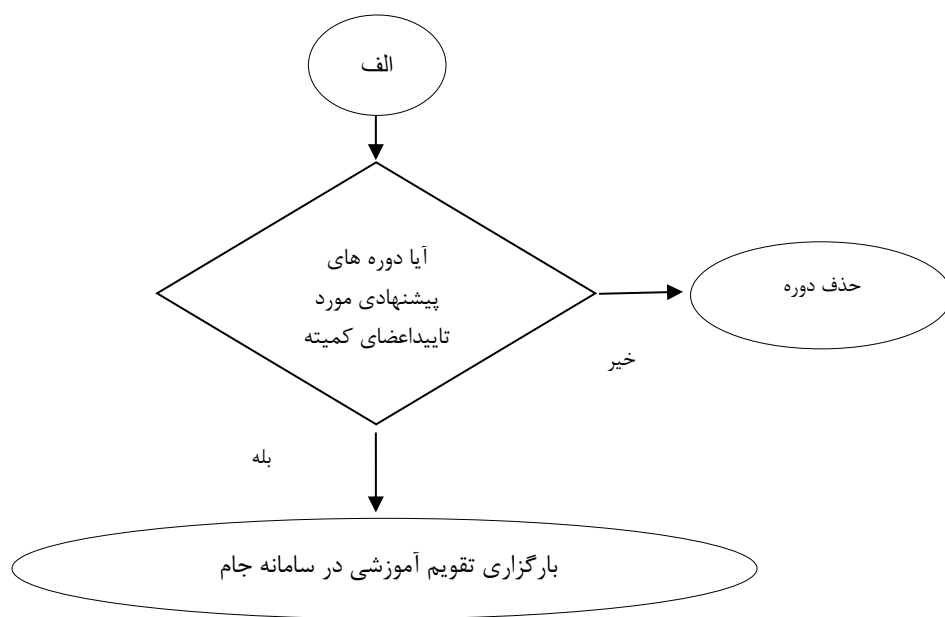 الف
آیا دوره های
پیشنهادی مورد
تاییداعضای کمیته
حذف دوره
خیر
بله
بارگزاری تقویم آموزشی در سامانه جام